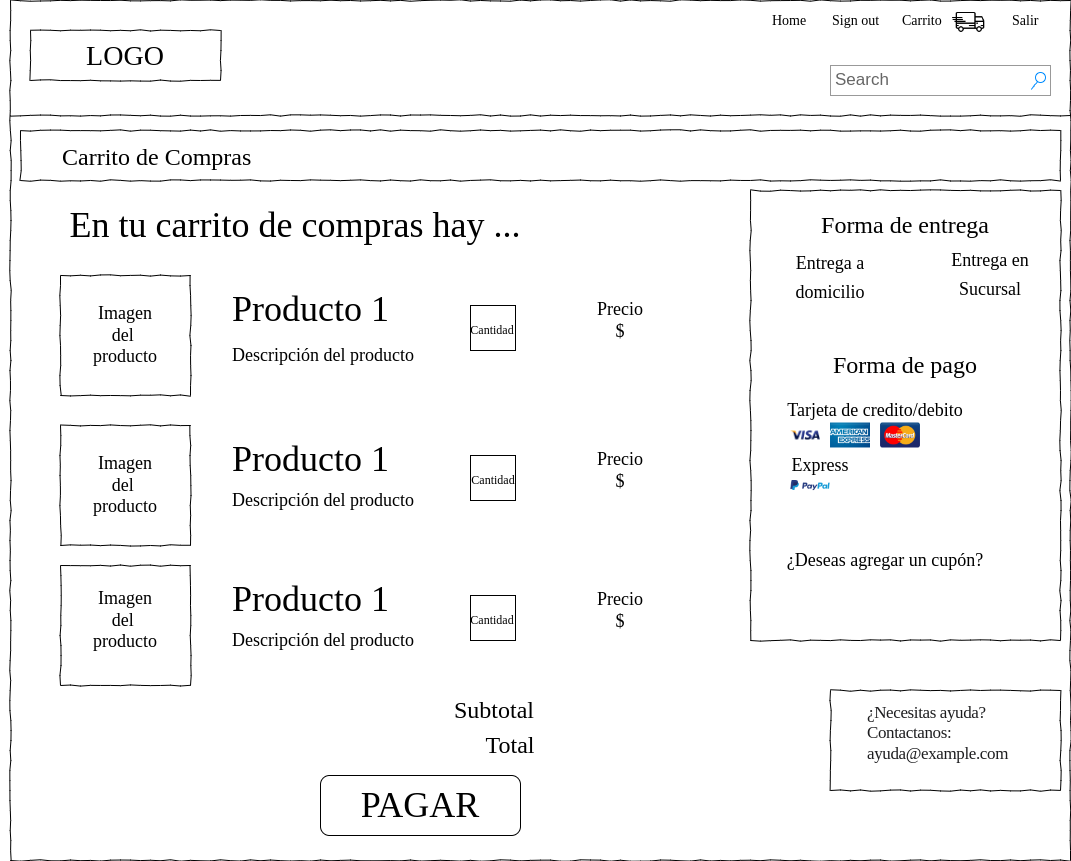 Home Sign out Carrito Salir
LOGO
Search
Carrito de Compras
En tu carrito de compras hay ...
Imagen
del
producto
Producto 1
Descripción del producto
Cantidad
Precio
$
Imagen
del
producto
Producto 1
Descripción del producto
Cantidad
Precio
$
Imagen
del
producto
Producto 1
Descripción del producto
Cantidad
Precio
$
Subtotal
Total
PAGAR
Forma de entrega
Entrega a
domicilio
Entrega en
Sucursal
Forma de pago
Tarjeta de credito/debito
VISA
AMERICAN
EXPRESS
MasterCard
Express
PayPal
¿Deseas agregar un cupón?
¿Necesitas ayuda?
Contactanos:
ayuda@example.com